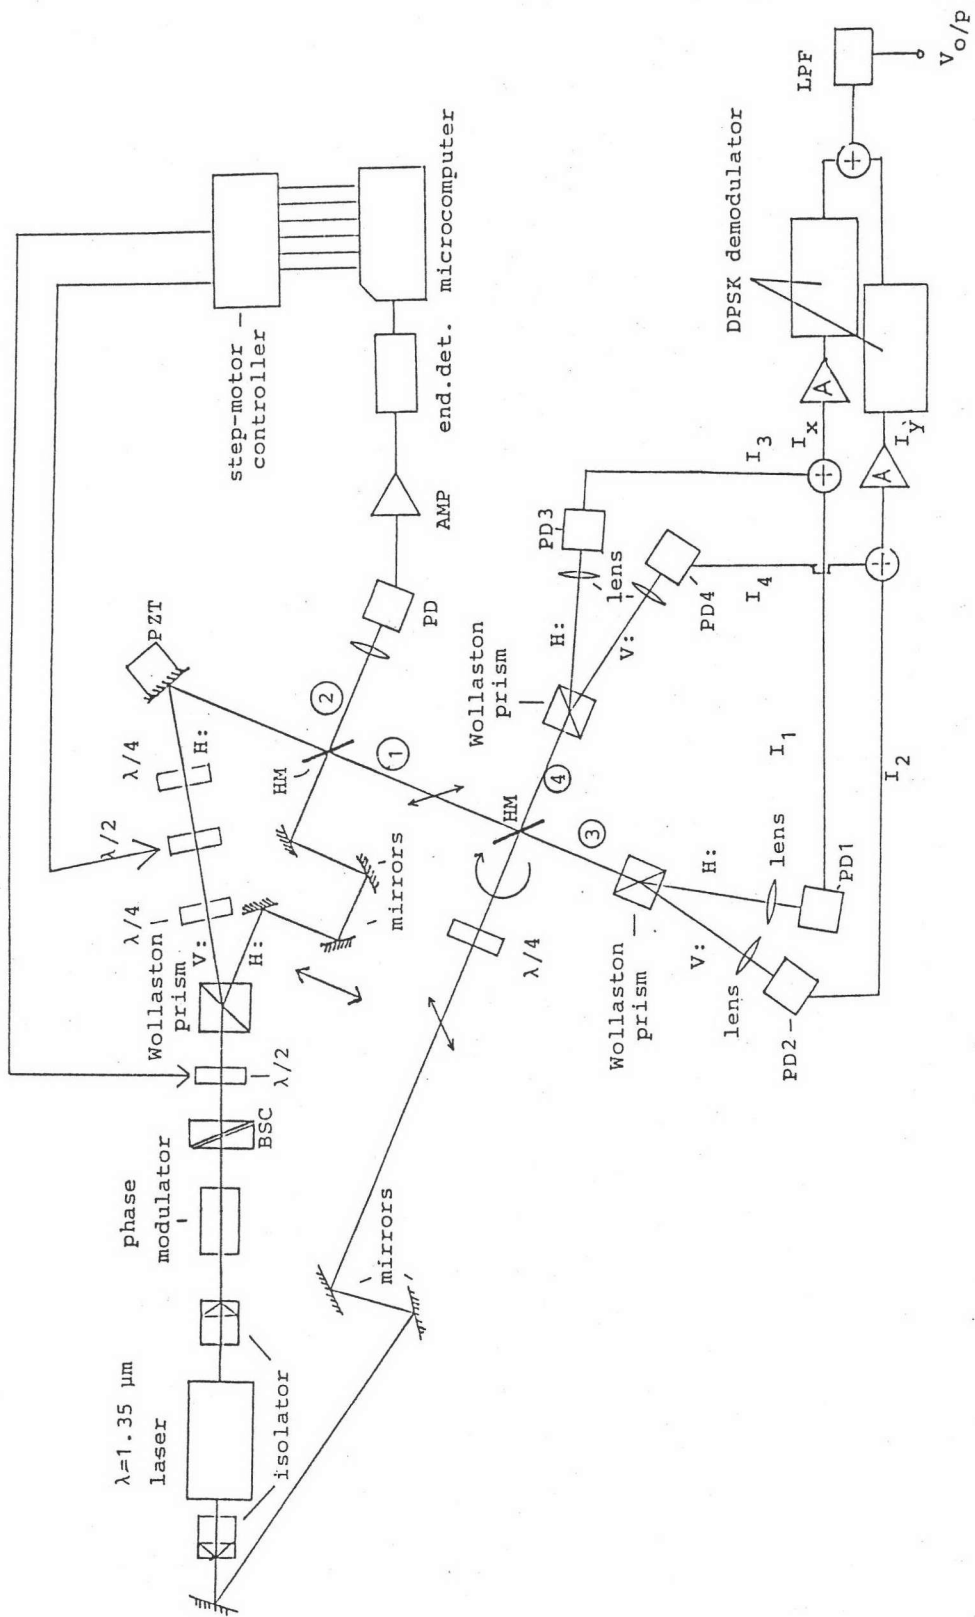 λ=1.35 μm
laser
isolator
phase
modulator
BSC
λ/2
Wollaston
prism
V:
H:
λ/4
λ/2
λ/4
H:
PZT
mirrors
HM
1
2
PD
AMP
end.det.
microcomputer
step-motor
controller
mirrors
λ/4
HM
3
4
Wollaston
prism
V:
H:
lens
lens
PD2
PD1
Wollaston
prism
H:
V:
lens
PD3
PD4
I1
I2
I3
I4
Ix
Iy
A
A
DPSK demodulator
LPF
Vo/p